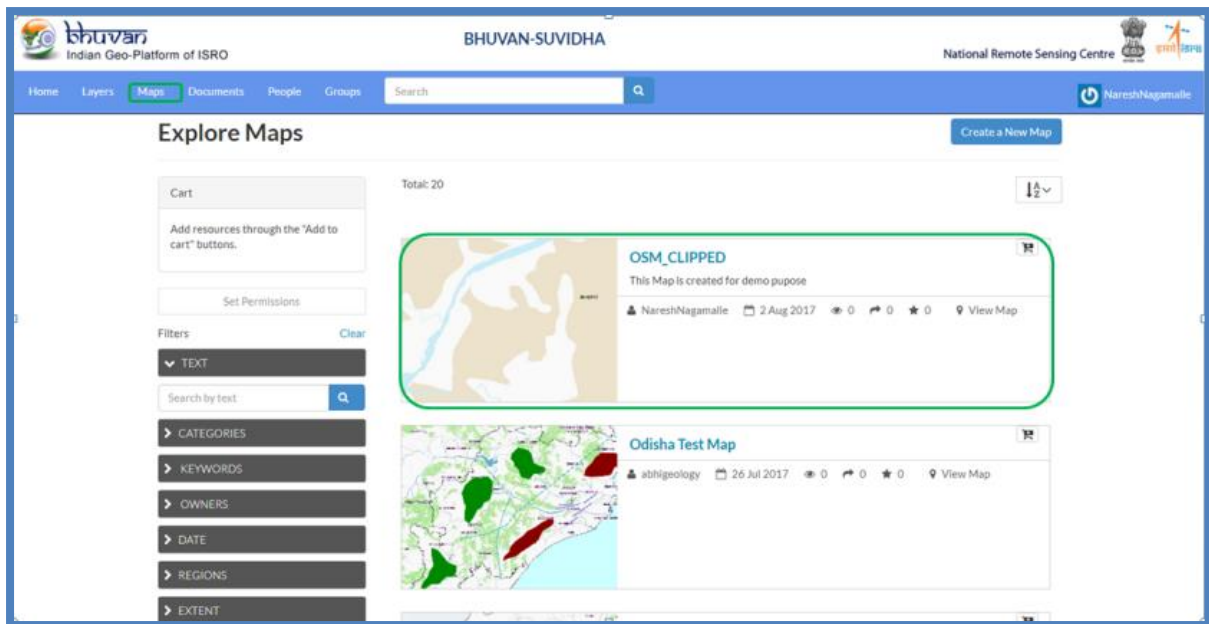 bhuvan
Indian Geo-Platform of ISRO
BHUVAN-SUVIDHA
National Remote Sensing Centre
इसरो isro
Home Layers Maps Documents People Groups Search NareshNagamalle
Explore Maps
Create a New Map
Cart
Add resources through the "Add to
cart" buttons.
Set Permissions
Filters Clear
TEXT
Search by text
CATEGORIES
KEYWORDS
OWNERS
DATE
REGIONS
EXTENT
Total: 20
OSM_CLIPPED
This Map is created for demo pupose
NareshNagamalle 2 Aug 2017 0 0 0 View Map
Odisha Test Map
abhigeology 26 Jul 2017 0 0 0 View Map